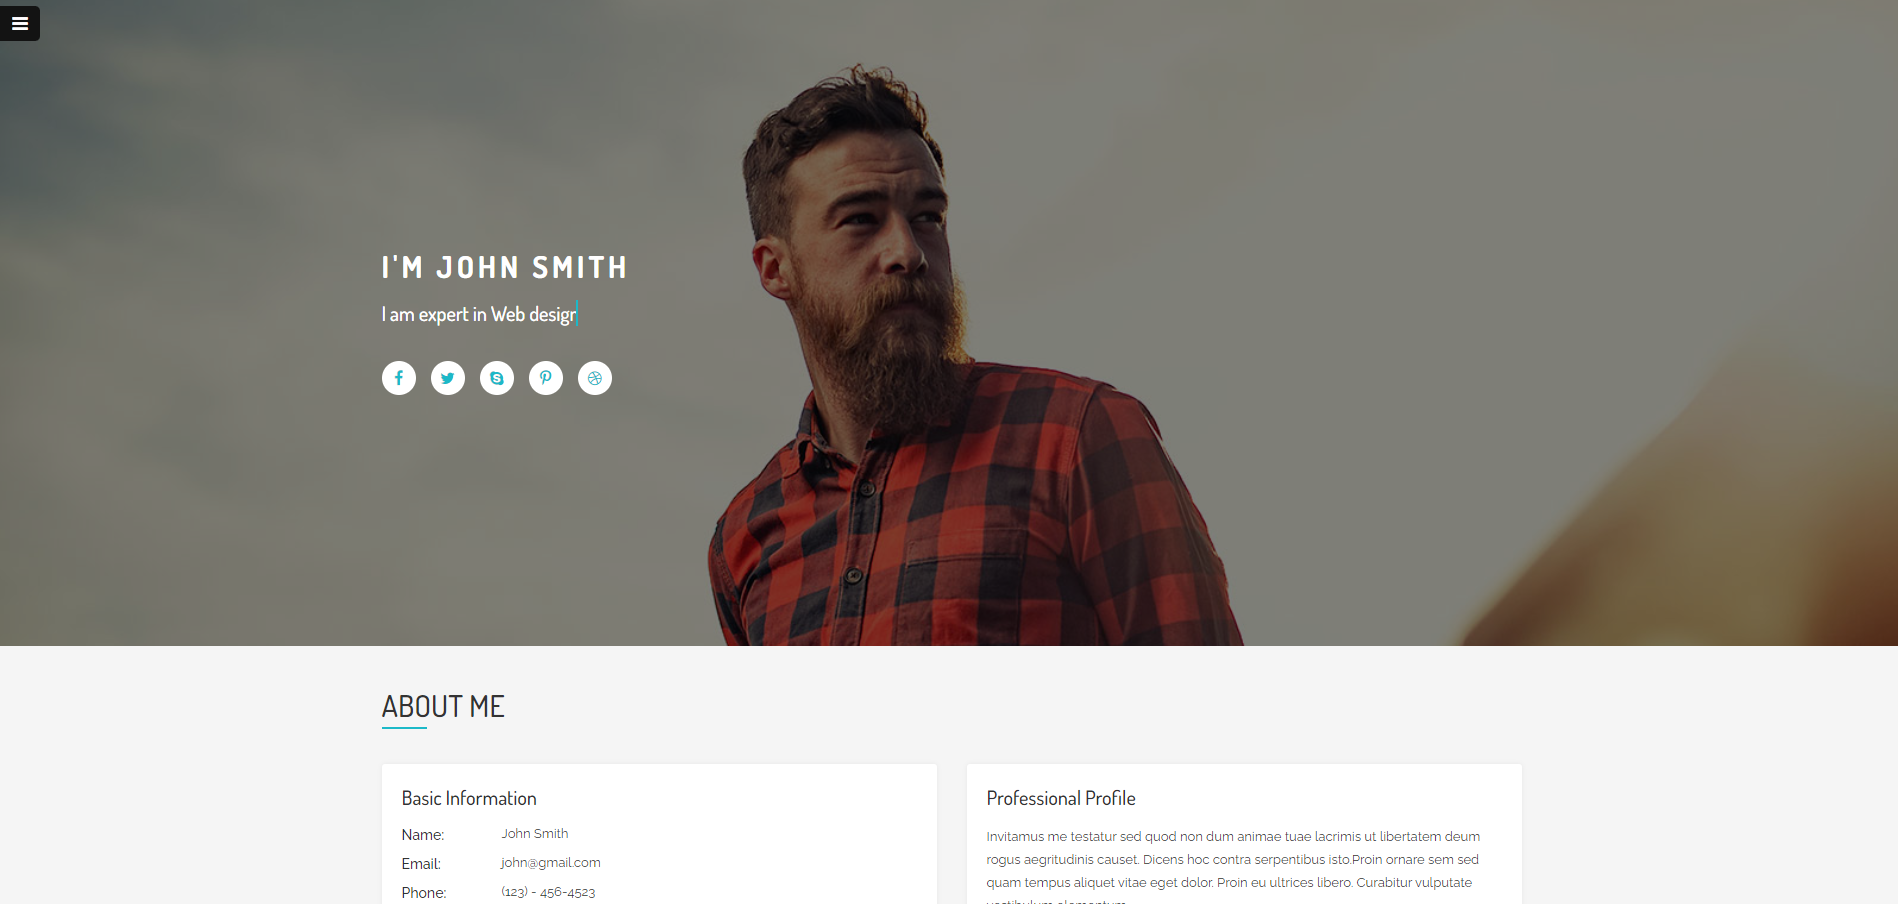 I'M JOHN SMITH
I am expert in Web desig
ABOUT ME
Basic Information
Name: John Smith
Email: john@gmail.com
Phone: (123) - 456-4523
Professional Profile
Invitamus me testatur sed quod non dum animae tuae lacrimis ut libertatem deum
rogus aegritudinis causet. Dicens hoc contra serpentibus isto.Proin ornare sem sed
quam tempus aliquet vitae eget dolor. Proin eu ultrices libero. Curabitur vulputate
vestibulum elementum